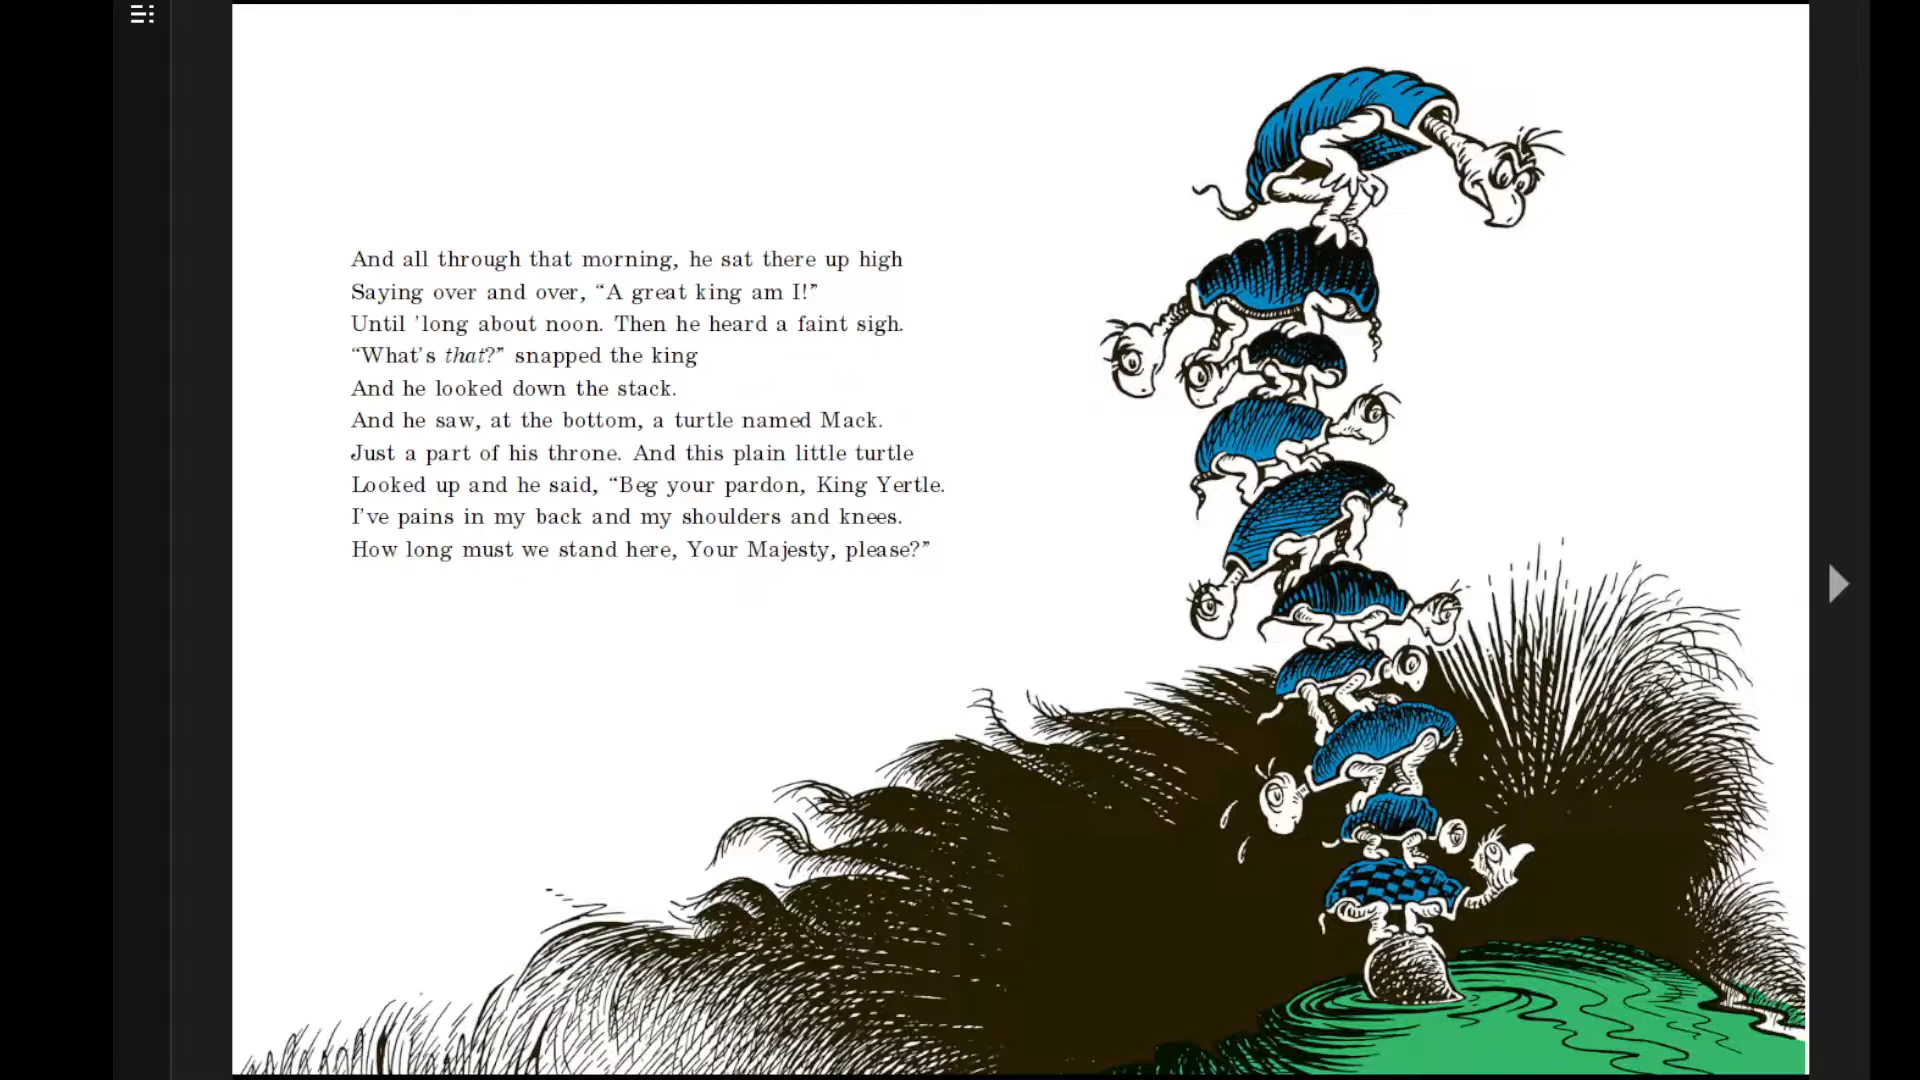 And all through that morning, he sat there up high
Saying over and over, “A great king am I!”
Until ’long about noon. Then he heard a faint sigh.
“What’s that?” snapped the king
And he looked down the stack.
And he saw, at the bottom, a turtle named Mack.
Just a part of his throne. And this plain little turtle
Looked up and he said, “Beg your pardon, King Yertle.
I’ve pains in my back and my shoulders and knees.
How long must we stand here, Your Majesty, please?”